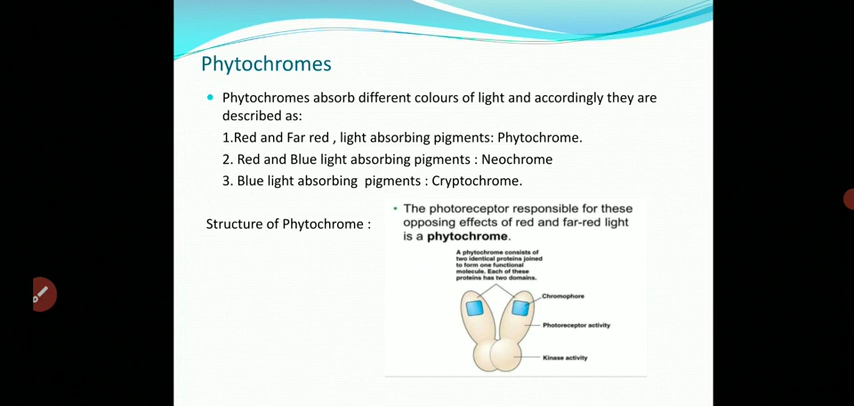 Phytochromes
Phytochromes absorb different colours of light and accordingly they are
described as:
1.Red and Far red , light absorbing pigments: Phytochrome.
2. Red and Blue light absorbing pigments : Neochrome
3. Blue light absorbing pigments : Cryptochrome.
Structure of Phytochrome :
• The photoreceptor responsible for these
opposing effects of red and far-red light
is a phytochrome.
A phytochrome consists of
two identical proteins joined
to form one functional
molecule. Each of these
proteins has two domains.
Chromophore
Photoreceptor activity
Kinase activity